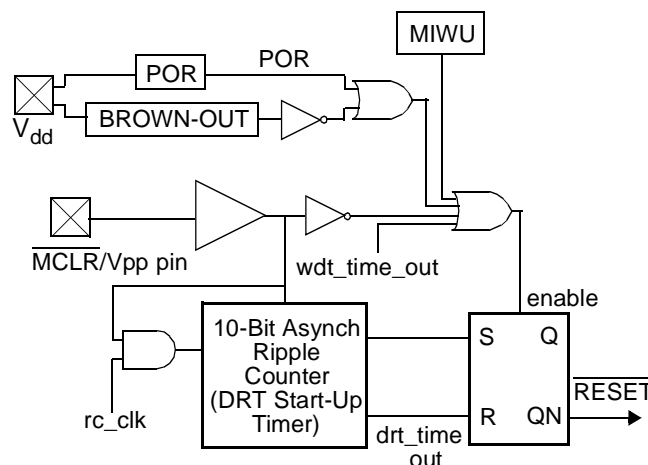 MIWU
POR
POR
BROWN-OUT
Vdd
MCLR/Vpp pin
wdt_time_out
enable
10-Bit Asynch
Ripple
Counter
(DRT Start-Up
Timer)
S
Q
RESET
rc_clk
R
QN
drt_time
out